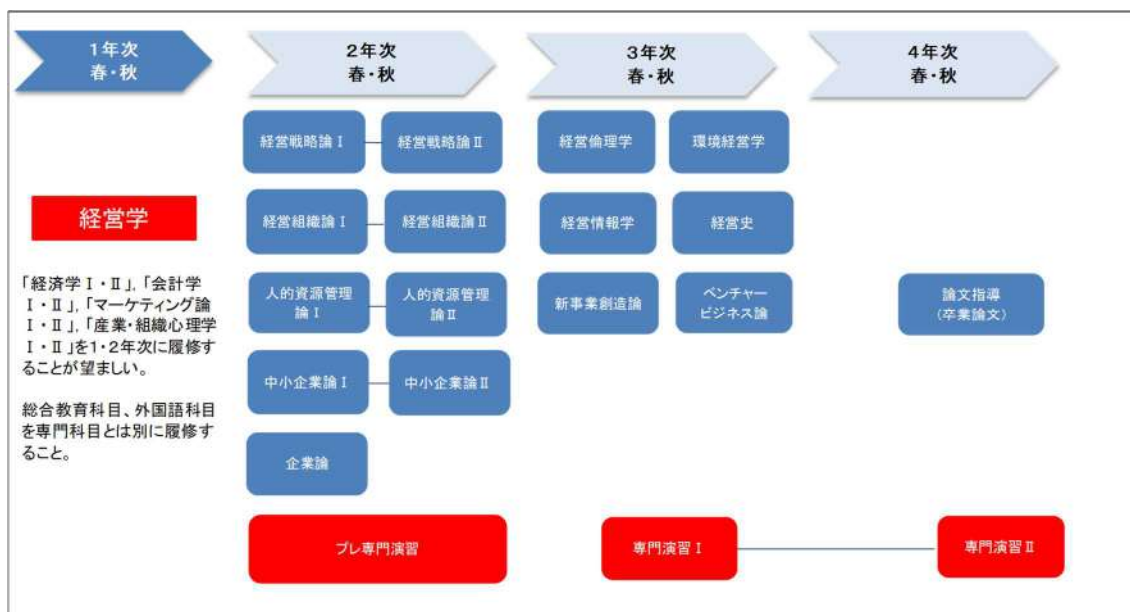 1年次
春・秋
2年次
春・秋
3年次
春・秋
4年次
春・秋
経営学
「経済学Ⅰ・Ⅱ」,「会計学
Ⅰ・Ⅱ」,「マーケティング論
Ⅰ・Ⅱ」,「産業・組織心理学
Ⅰ・Ⅱ」を1・2年次に履修す
ることが望ましい。
総合教育科目、外国語科目
を専門科目とは別に履修す
ること。
経営戦略論Ⅰ
経営戦略論Ⅱ
経営組織論Ⅰ
経営組織論Ⅱ
人的資源管理
論Ⅰ
人的資源管理
論Ⅱ
中小企業論Ⅰ
中小企業論Ⅱ
企業論
プレ専門演習
経営倫理学
環境経営学
経営情報学
経営史
新事業創造論
ベンチャー
ビジネス論
専門演習Ⅰ
論文指導
(卒業論文)
専門演習Ⅱ